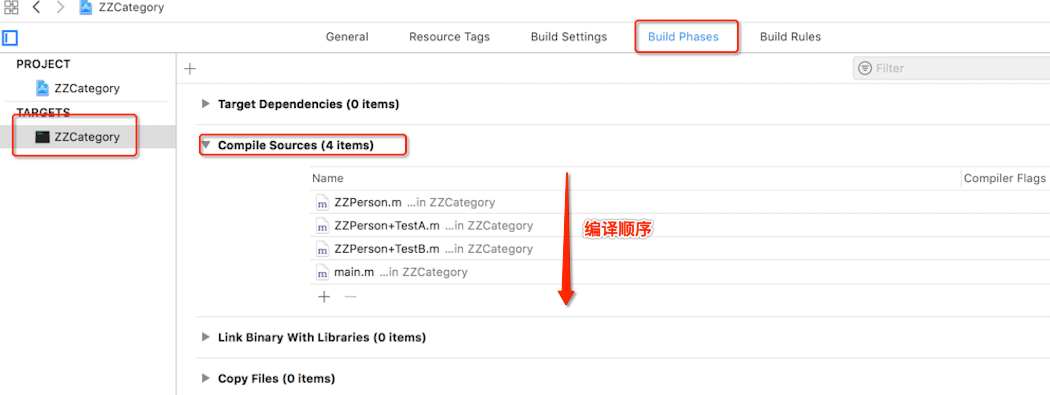 ZZCategory
General Resource Tags Build Settings Build Phases Build Rules
PROJECT
ZZCategory
TARGETS
ZZCategory
Filter
Target Dependencies (0 items)
Compile Sources (4 items)
Name Compiler Flags
ZZPerson.m ...in ZZCategory
ZZPerson+TestA.m ...in ZZCategory
ZZPerson+TestB.m ...in ZZCategory
main.m ...in ZZCategory
编译顺序
Link Binary With Libraries (0 items)
Copy Files (0 items)